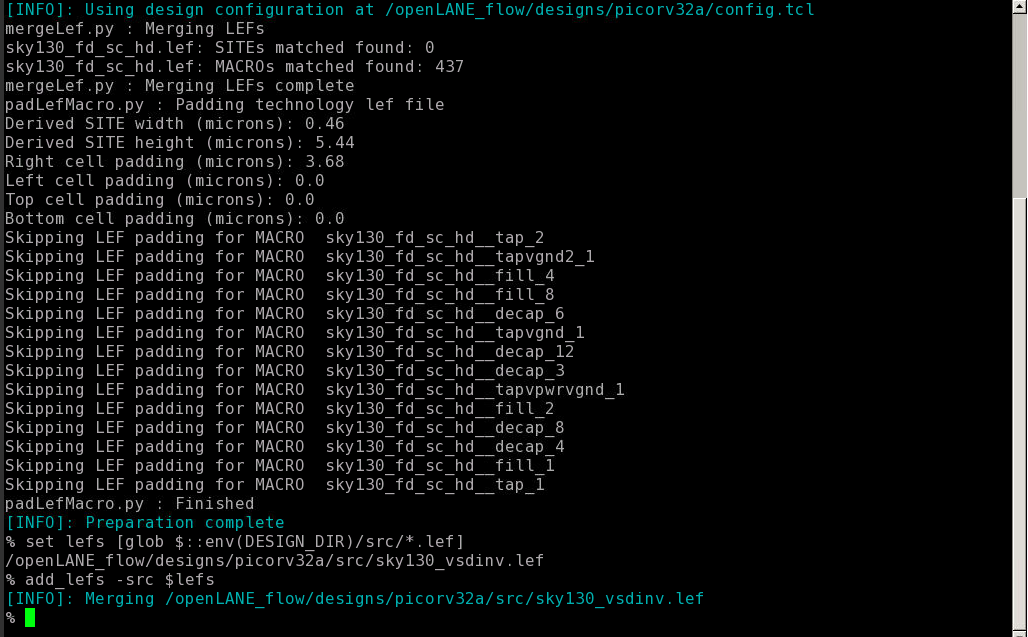 [INFO]: Using design configuration at /openLANE_flow/designs/picorv32a/config.tcl
mergeLef.py : Merging LEFs
sky130_fd_sc_hd.lef: SITEs matched found: 0
sky130_fd_sc_hd.lef: MACROs matched found: 437
mergeLef.py : Merging LEFs complete
padLefMacro.py : Padding technology lef file
Derived SITE width (microns): 0.46
Derived SITE height (microns): 5.44
Right cell padding (microns): 3.68
Left cell padding (microns): 0.0
Top cell padding (microns): 0.0
Bottom cell padding (microns): 0.0
Skipping LEF padding for MACRO  sky130_fd_sc_hd__tap_2
Skipping LEF padding for MACRO  sky130_fd_sc_hd__tapvgnd2_1
Skipping LEF padding for MACRO  sky130_fd_sc_hd__fill_4
Skipping LEF padding for MACRO  sky130_fd_sc_hd__fill_8
Skipping LEF padding for MACRO  sky130_fd_sc_hd__decap_6
Skipping LEF padding for MACRO  sky130_fd_sc_hd__tapvgnd_1
Skipping LEF padding for MACRO  sky130_fd_sc_hd__decap_12
Skipping LEF padding for MACRO  sky130_fd_sc_hd__decap_3
Skipping LEF padding for MACRO  sky130_fd_sc_hd__tapvpwrvgnd_1
Skipping LEF padding for MACRO  sky130_fd_sc_hd__fill_2
Skipping LEF padding for MACRO  sky130_fd_sc_hd__decap_8
Skipping LEF padding for MACRO  sky130_fd_sc_hd__decap_4
Skipping LEF padding for MACRO  sky130_fd_sc_hd__fill_1
Skipping LEF padding for MACRO  sky130_fd_sc_hd__tap_1
padLefMacro.py : Finished
[INFO]: Preparation complete
% set lefs [glob $::env(DESIGN_DIR)/src/*.lef]
/openLANE_flow/designs/picorv32a/src/sky130_vsdinv.lef
% add_lefs -src $lefs
[INFO]: Merging /openLANE_flow/designs/picorv32a/src/sky130_vsdinv.lef
%